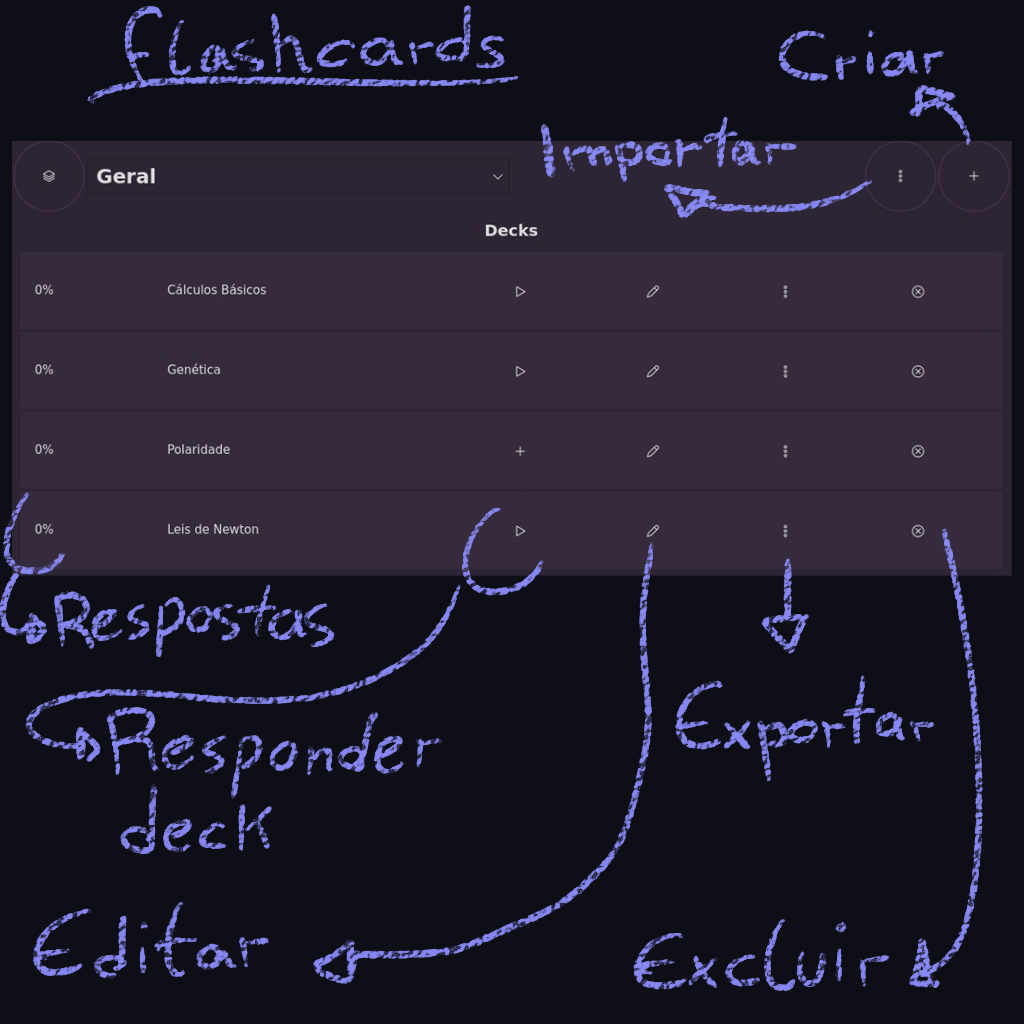 Flashcards
Criar
Importar
Geral
Decks
0% Cálculos Básicos
0% Genética
0% Polaridade
0% Leis de Newton
Respostas
Exportar
Responder
deck
Editar
Excluir